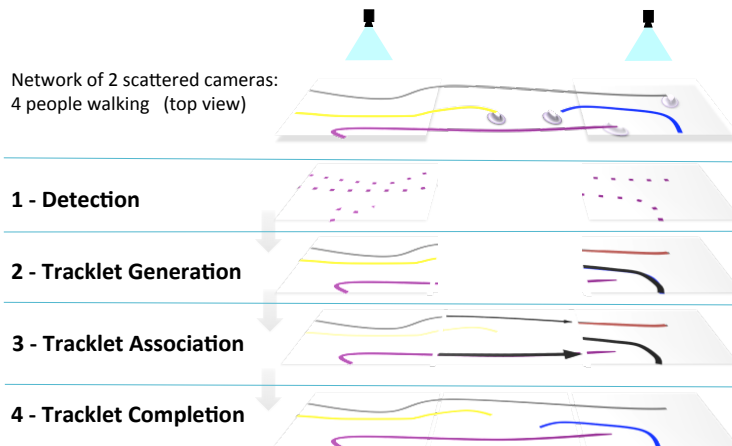 Network of 2 scattered cameras:
4 people walking (top view)
1 - Detection
2 - Tracklet Generation
3 - Tracklet Association
4 - Tracklet Completion